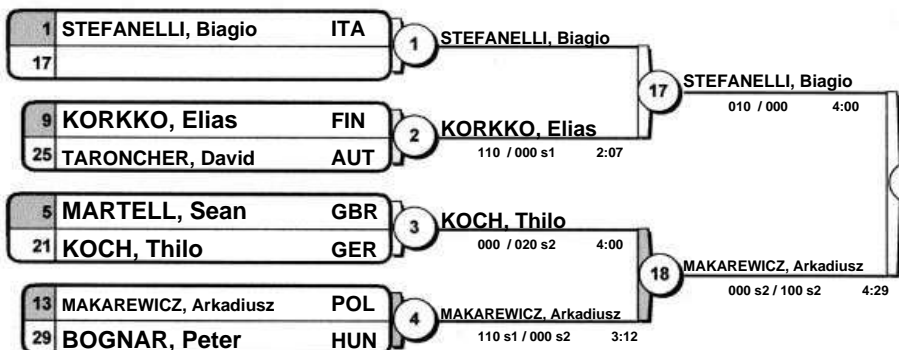 1 STEFANELLI, Biagio ITA
17
1
STEFANELLI, Biagio
9 KORKKO, Elias FIN
25 TARONCHER, David AUT
2
KORKKO, Elias
110 / 000 s1 2:07
17
STEFANELLI, Biagio
010 / 000 4:00
5 MARTELL, Sean GBR
21 KOCH, Thilo GER
3
KOCH, Thilo
000 / 020 s2 4:00
13 MAKAREWICZ, Arkadiusz POL
29 BOGNAR, Peter HUN
4
MAKAREWICZ, Arkadiusz
110 s1 / 000 s2 3:12
18
MAKAREWICZ, Arkadiusz
000 s2 / 100 s2 4:29